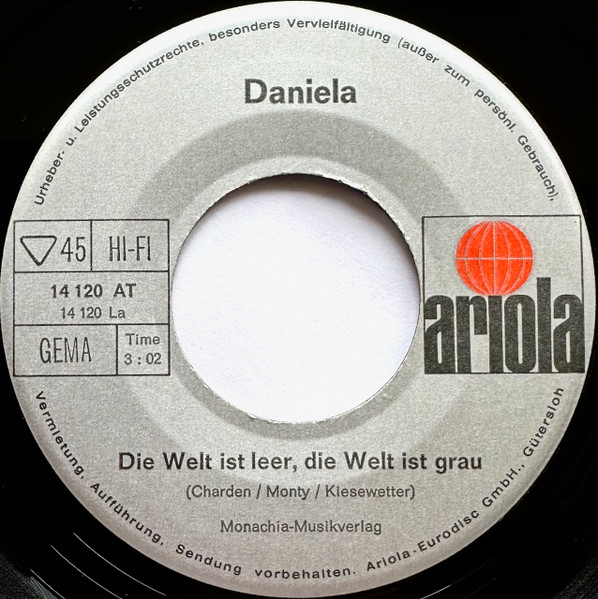 Urheber- u. Leistungsschutzrechte, besonders Vervielfältigung (außer zum persönl. Gebrauch),
Daniela
45 HI-FI
14 120 AT
14 120 La
GEMA
Time
3 : 02
ariola
Die Welt ist leer, die Welt ist grau
(Charden / Monty / Kiesewetter)
Monachia-Musikverlag
Vermietung, Aufführung, Sendung vorbehalten. Ariola-Eurodisc GmbH., Gütersloh